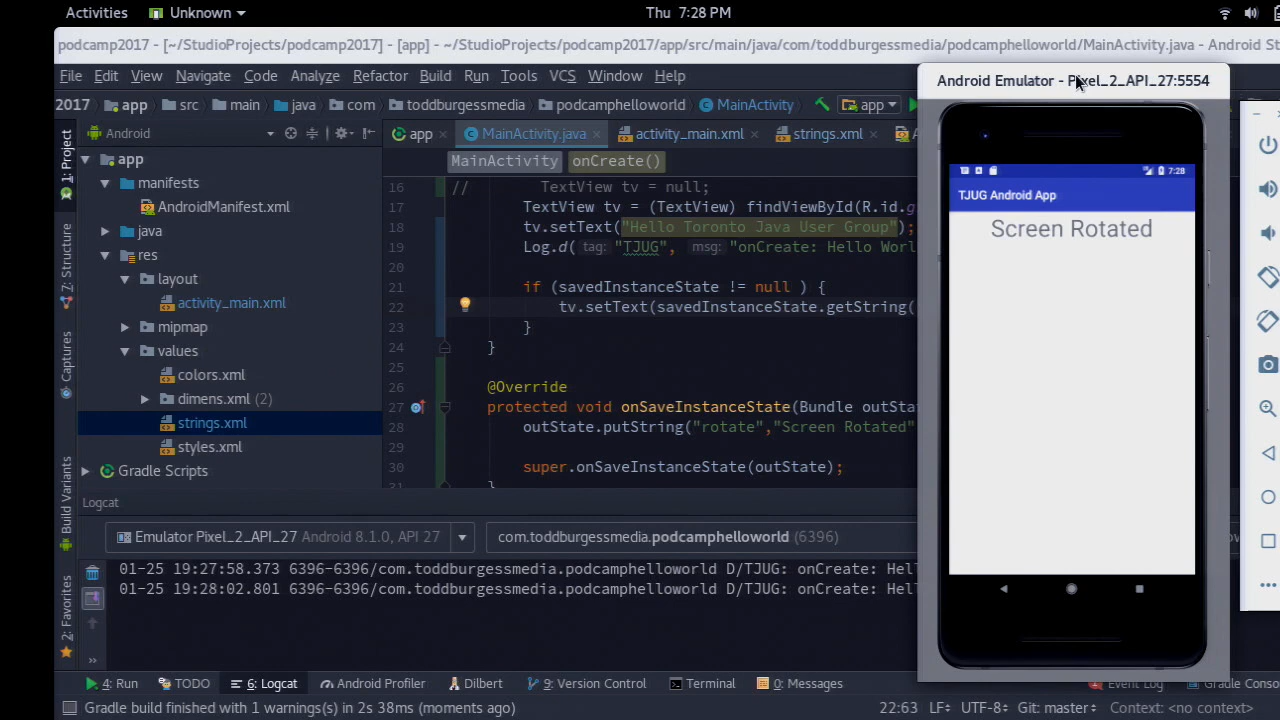 Activities Unknown Thu 7:28 PM
podcamp2017 - [~/StudioProjects/podcamp2017] - [app] - ~/StudioProjects/podcamp2017/app/src/main/java/com/toddburgessmedia/podcamphelloworld/MainActivity.java - Android St
File Edit View Navigate Code Analyze Refactor Build Run Tools VCS Window Help
2017 app src main java com toddburgessmedia podcamphelloworld MainActivity app
Android app MainActivity.java activity_main.xml strings.xml
MainActivity onCreate()
1: Project
7: Structure
Captures
Build Variants
2: Favorites
app
manifests
AndroidManifest.xml
java
res
layout
activity_main.xml
mipmap
values
colors.xml
dimens.xml (2)
strings.xml
styles.xml
Gradle Scripts
16 // TextView tv = null;
17 TextView tv = (TextView) findViewById(R.id.g
18 tv.setText("Hello Toronto Java User Group");
19 Log.d( tag: "TJUG", msg: "onCreate: Hello Worl
20
21 if (savedInstanceState != null ) {
22 tv.setText(savedInstanceState.getString(
23 }
24 }
25
26 @Override
27 protected void onSaveInstanceState(Bundle outSta
28 outState.putString("rotate","Screen Rotated"
29
30 super.onSaveInstanceState(outState);
31 }
Android Emulator - Pixel_2_API_27:5554
7:28
TJUG Android App
Screen Rotated
Logcat
Emulator Pixel_2_API_27 Android 8.1.0, API 27 com.toddburgessmedia.podcamphelloworld (6396)
01-25 19:27:58.373 6396-6396/com.toddburgessmedia.podcamphelloworld D/TJUG: onCreate: Hel
01-25 19:28:02.801 6396-6396/com.toddburgessmedia.podcamphelloworld D/TJUG: onCreate: Hel
4: Run TODO 6: Logcat Android Profiler Dilbert 9: Version Control Terminal 0: Messages Event Log Gradle Conso
Gradle build finished with 1 warnings(s) in 2s 38ms (moments ago) 22:63 LF÷ UTF-8÷ Git: master÷ Context: <no context>